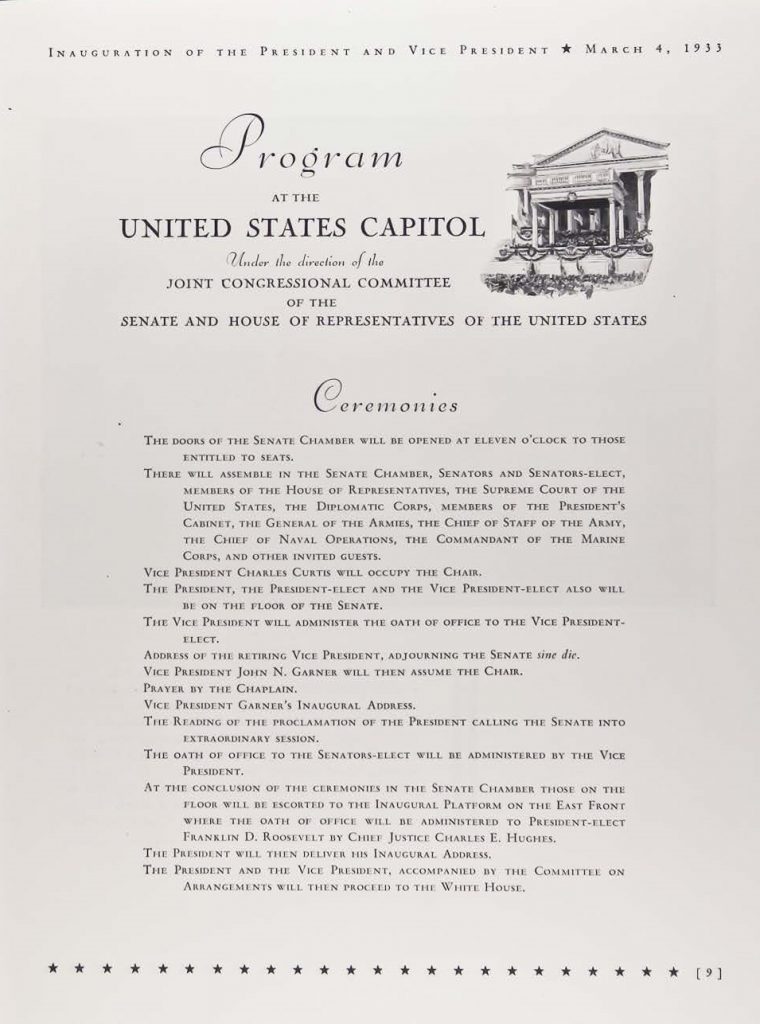 Inauguration of the President and Vice President ★ March 4, 1933
Program
AT THE
UNITED STATES CAPITOL
Under the direction of the
JOINT CONGRESSIONAL COMMITTEE
OF THE
SENATE AND HOUSE OF REPRESENTATIVES OF THE UNITED STATES
Ceremonies
The doors of the Senate Chamber will be opened at eleven o'clock to those
entitled to seats.
There will assemble in the Senate Chamber, Senators and Senators-elect,
members of the House of Representatives, the Supreme Court of the
United States, the Diplomatic Corps, members of the President's
Cabinet, the General of the Armies, the Chief of Staff of the Army,
the Chief of Naval Operations, the Commandant of the Marine
Corps, and other invited guests.
Vice President Charles Curtis will occupy the Chair.
The President, the President-elect and the Vice President-elect also will
be on the floor of the Senate.
The Vice President will administer the oath of office to the Vice President-
elect.
Address of the retiring Vice President, adjourning the Senate sine die.
Vice President John N. Garner will then assume the Chair.
Prayer by the Chaplain.
Vice President Garner's Inaugural Address.
The Reading of the proclamation of the President calling the Senate into
extraordinary session.
The oath of office to the Senators-elect will be administered by the Vice
President.
At the conclusion of the ceremonies in the Senate Chamber those on the
floor will be escorted to the Inaugural Platform on the East Front
where the oath of office will be administered to President-elect
Franklin D. Roosevelt by Chief Justice Charles E. Hughes.
The President will then deliver his Inaugural Address.
The President and the Vice President, accompanied by the Committee on
Arrangements will then proceed to the White House.
★ ★ ★ ★ ★ ★ ★ ★ ★ ★ ★ ★ ★ ★ ★ ★ ★ ★ ★ ★ ★ ★ ★ ★ [ 9 ]